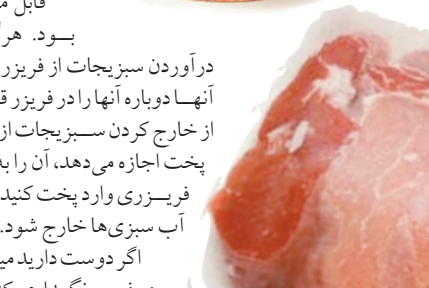 قابل
بـــود. هر
درآوردن سبزیجات از فریزر
آنهــا دوباره آنها را در فریزر
از خارج کردن ســبزیجات از
پخت اجازه می‌دهد، آن را به
فریــزری وارد پخت کنید
آب سبزی‌ها خارج شود.
اگر دوست دارید